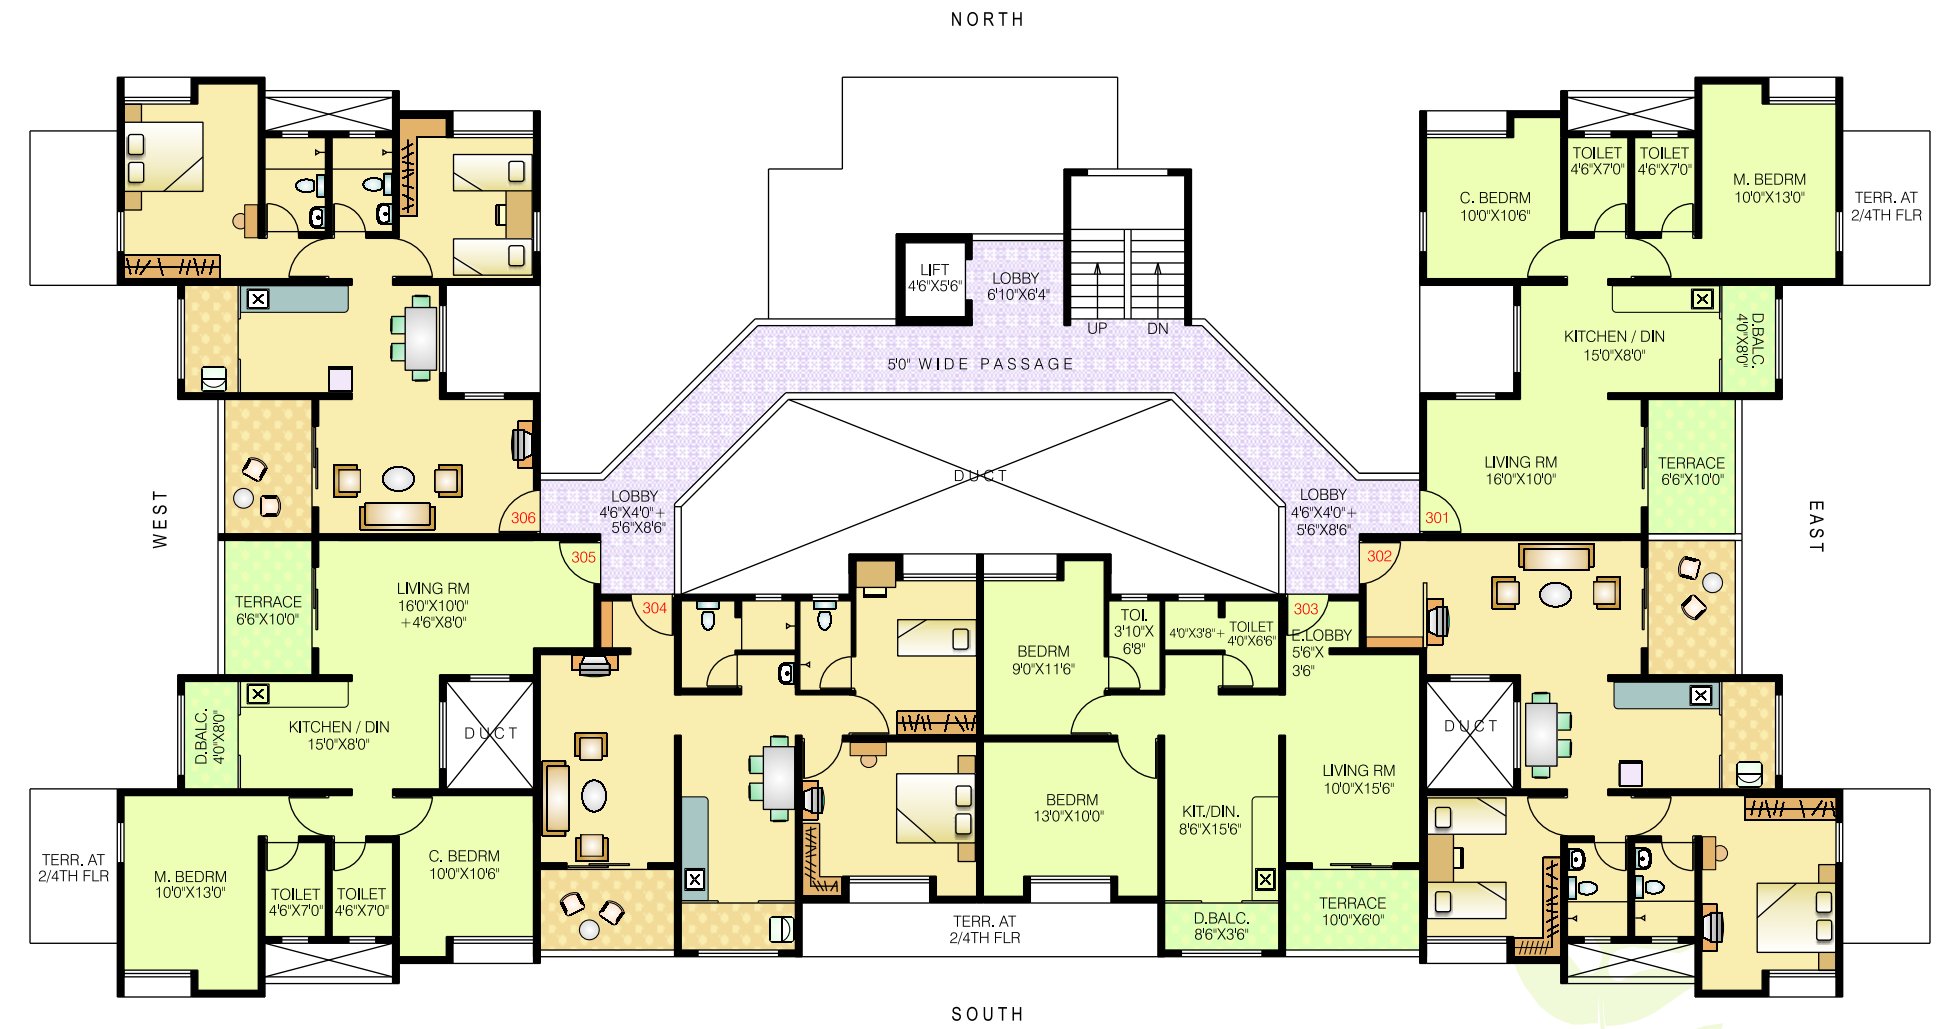 NORTH
TOILET
4'6"X7'0"
TOILET
4'6"X7'0"
M. BEDRM
10'0"X13'0"
C. BEDRM
10'0"X10'6"
TERR. AT
2/4TH FLR
LIFT
4'6"X5'6"
LOBBY
6'10"X6'4"
UP
DN
5'0" WIDE PASSAGE
KITCHEN / DIN
15'0"X8'0"
D.BALC.
4'0"X8'0"
DUCT
LIVING RM
16'0"X10'0"
TERRACE
6'6"X10'0"
LOBBY
4'6"X4'0"+
5'6"X8'6"
LOBBY
4'6"X4'0"+
5'6"X8'6"
306
301
WEST
EAST
305
302
LIVING RM
16'0"X10'0"
+4'6"X8'0"
TERRACE
6'6"X10'0"
304
303
TOI.
3'10"X
6'8"
4'0"X3'8"+
TOILET
4'0"X6'6"
E.LOBBY
5'6"X
3'6"
BEDRM
9'0"X11'6"
D.BALC.
4'0"X8'0"
KITCHEN / DIN
15'0"X8'0"
DUCT
DUCT
LIVING RM
10'0"X15'6"
BEDRM
13'0"X10'0"
KIT./DIN.
8'6"X15'6"
TERR. AT
2/4TH FLR
M. BEDRM
10'0"X13'0"
C. BEDRM
10'0"X10'6"
TOILET
4'6"X7'0"
TOILET
4'6"X7'0"
TERR. AT
2/4TH FLR
D.BALC.
8'6"X3'6"
TERRACE
10'0"X6'0"
SOUTH